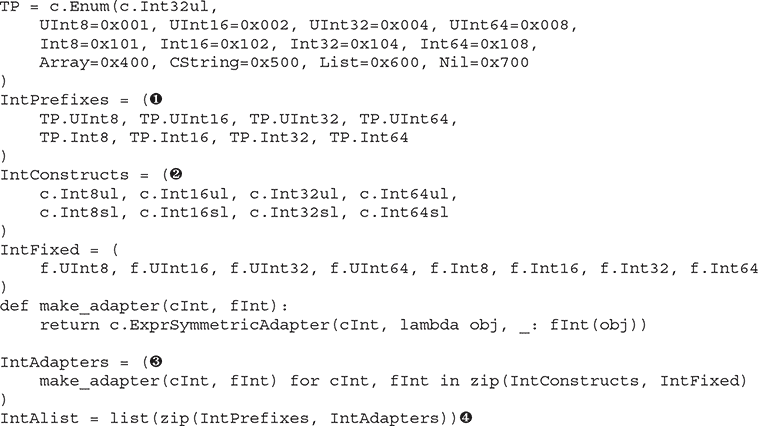 TP = c.Enum(c.Int32ul,
    UInt8=0x001, UInt16=0x002, UInt32=0x004, UInt64=0x008,
    Int8=0x101, Int16=0x102, Int32=0x104, Int64=0x108,
    Array=0x400, CString=0x500, List=0x600, Nil=0x700
)
IntPrefixes = (❶
    TP.UInt8, TP.UInt16, TP.UInt32, TP.UInt64,
    TP.Int8, TP.Int16, TP.Int32, TP.Int64
)
IntConstructs = (❷
    c.Int8ul, c.Int16ul, c.Int32ul, c.Int64ul,
    c.Int8sl, c.Int16sl, c.Int32sl, c.Int64sl
)
IntFixed = (
    f.UInt8, f.UInt16, f.UInt32, f.UInt64, f.Int8, f.Int16, f.Int32, f.Int64
)
def make_adapter(cInt, fInt):
    return c.ExprSymmetricAdapter(cInt, lambda obj, _: fInt(obj))

IntAdapters = (❸
    make_adapter(cInt, fInt) for cInt, fInt in zip(IntConstructs, IntFixed)
)
IntAlist = list(zip(IntPrefixes, IntAdapters))❹